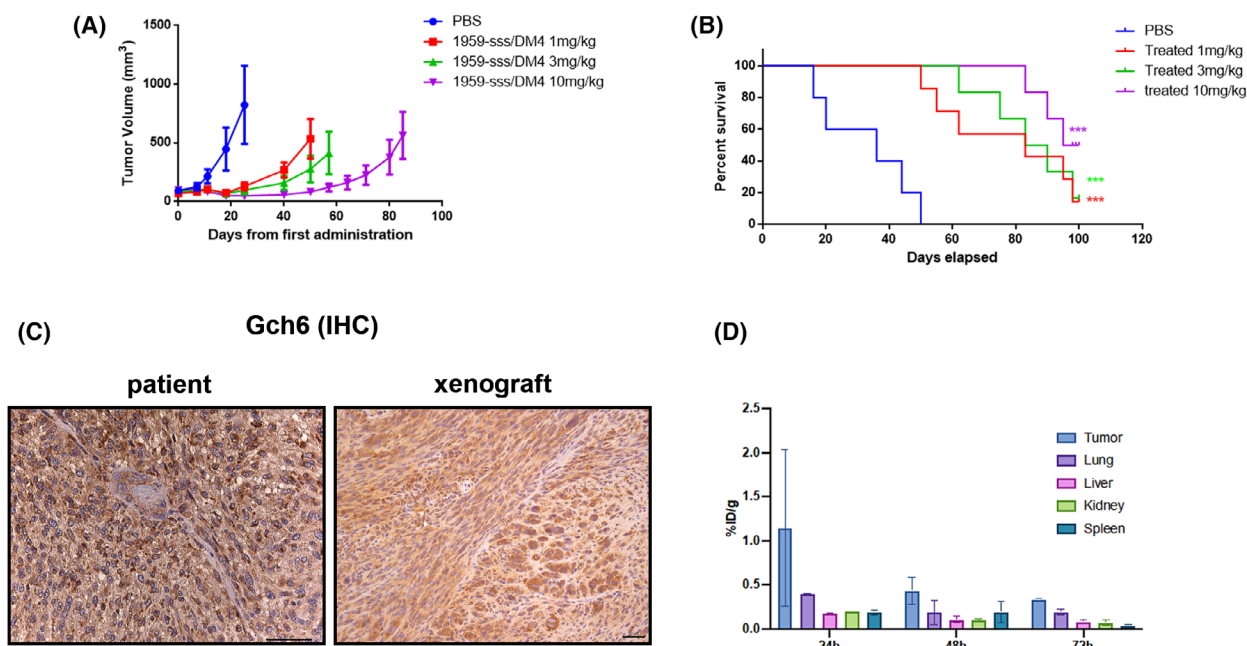 (A)
1500
1000
500
0
Tumor Volume (mm³)
0 20 40 60 80 100
Days from first administration
PBS
1959-sss/DM4 1mg/kg
1959-sss/DM4 3mg/kg
1959-sss/DM4 10mg/kg
(B)
100
80
60
40
20
0
Percent survival
0 20 40 60 80 100 120
Days elapsed
PBS
Treated 1mg/kg
Treated 3mg/kg
treated 10mg/kg
***
***
***
(C)
Gch6 (IHC)
patient xenograft
(D)
2.5
2.0
1.5
1.0
0.5
0.0
%ID/g
Tumor
Lung
Liver
Kidney
Spleen
24h 48h 72h